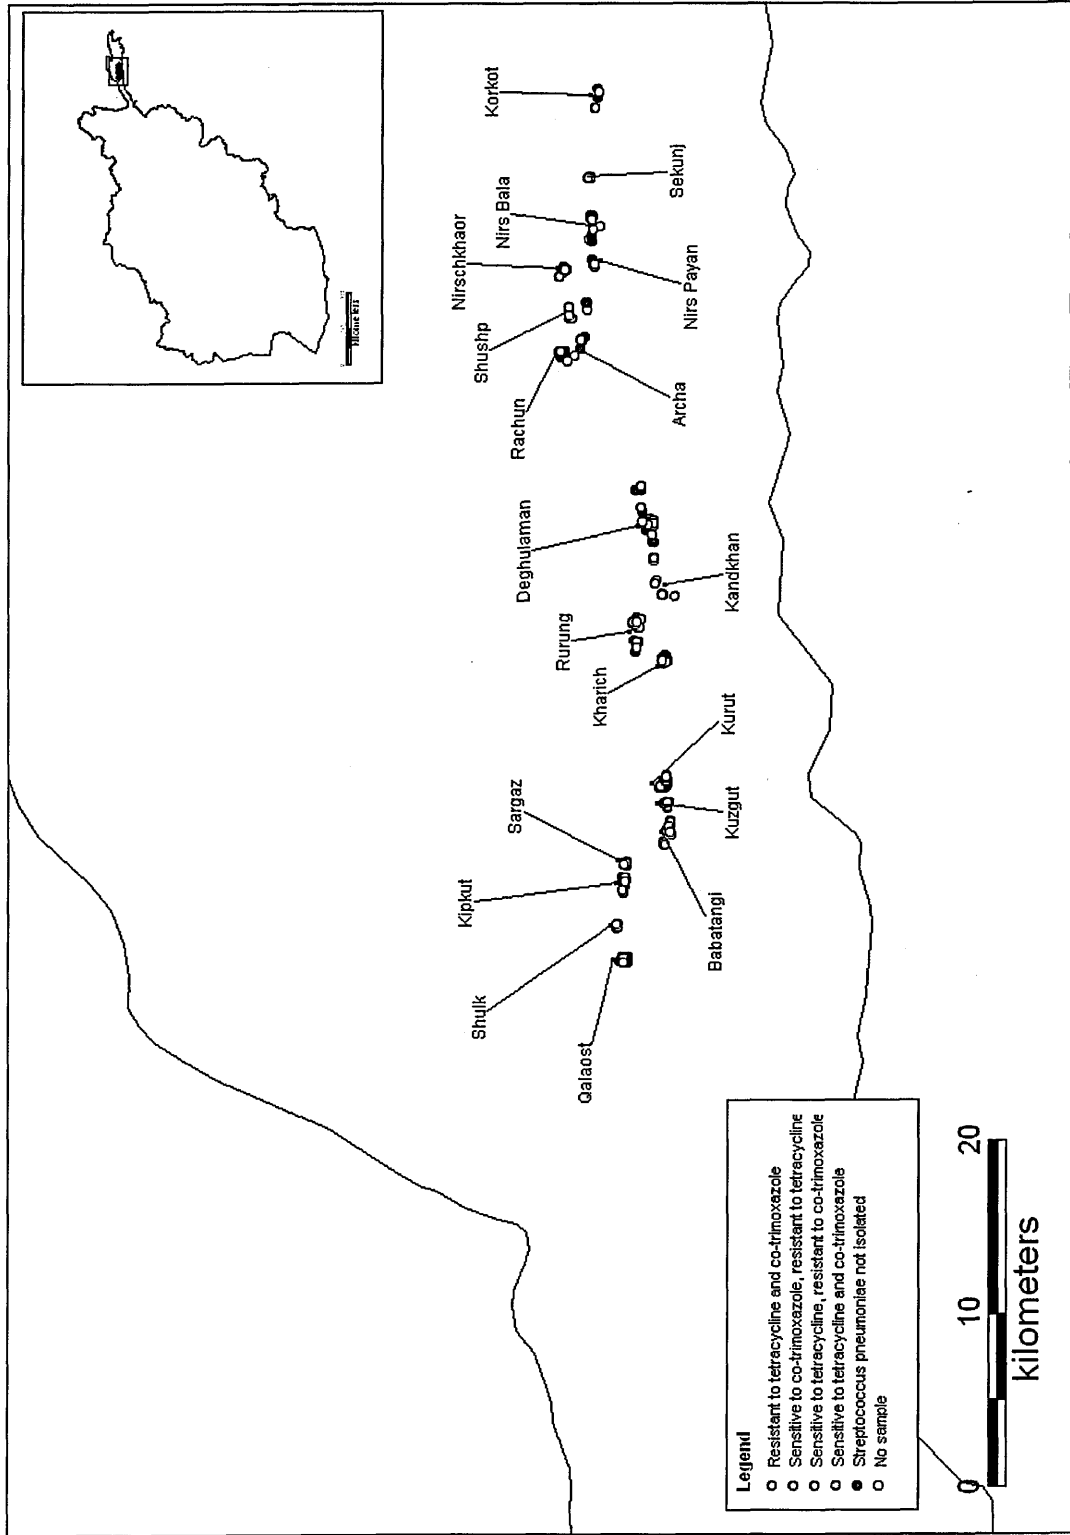 Korkot
Sekunj
Nirs Bala
Nirschkhaor
Nirs Payan
Shushp
Archa
Rachun
Deghulaman
Kandkhan
Rurung
Kharich
Kurut
Kuzgut
Sargaz
Babatangi
Kipkut
Shulk
Qalaost
Legend
Resistant to tetracycline and co-trimoxazole
Sensitive to co-trimoxazole, resistant to tetracycline
Sensitive to tetracycline, resistant to co-trimoxazole
Sensitive to tetracycline and co-trimoxazole
Streptococcus pneumoniae not isolated
No sample
0 10 20
kilometers